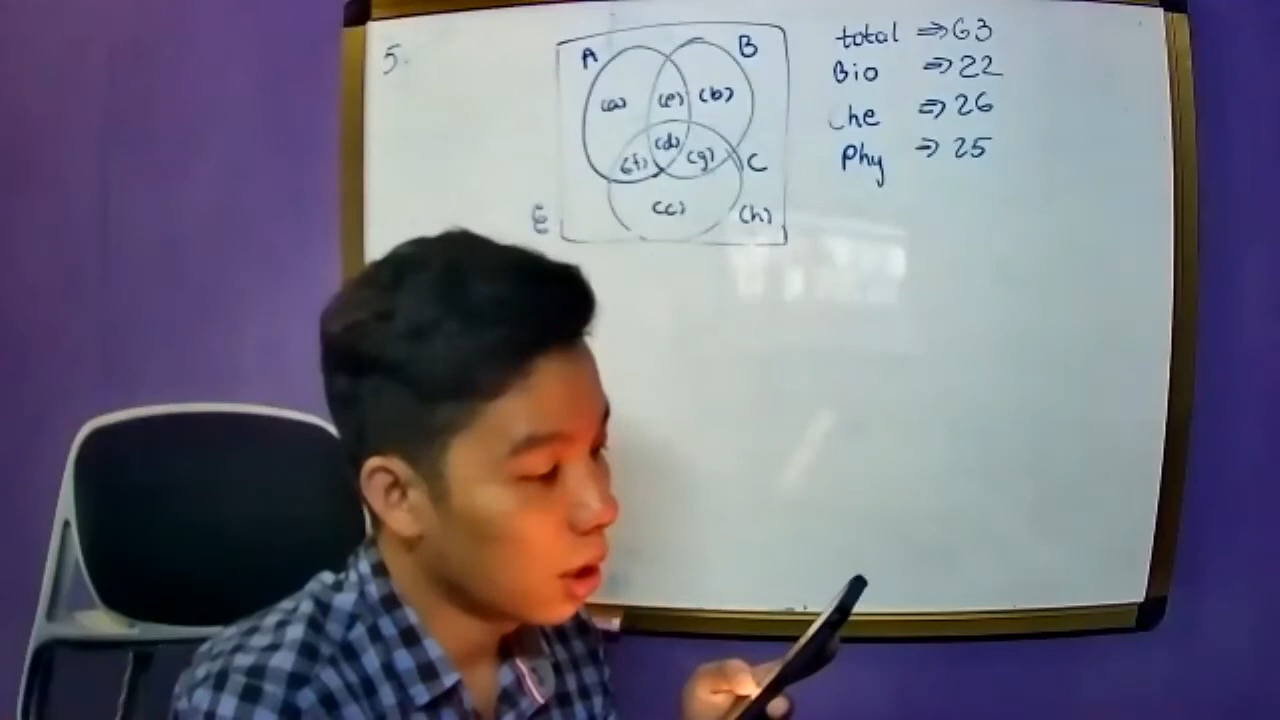 5.
A
B
(a) (e) (b)
(d)
(f) (g) C
(c) (h)
total ⇒ 63
Bio ⇒ 22
Che ⇒ 26
Phy ⇒ 25